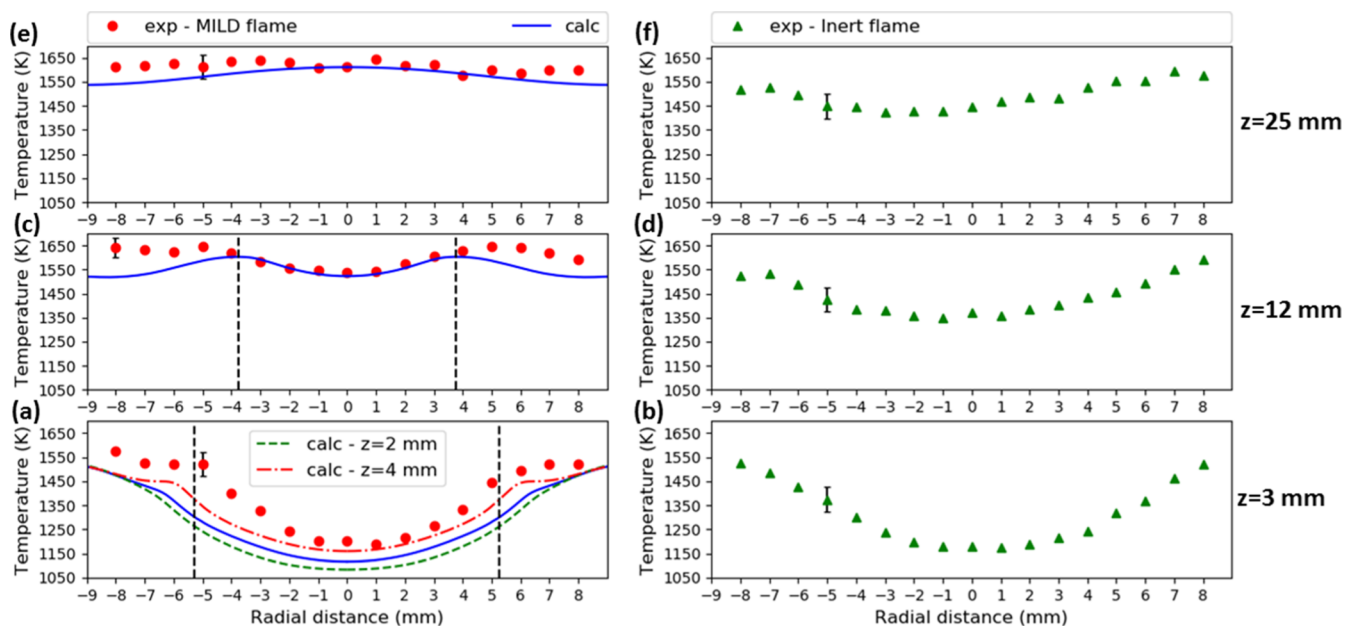 (e) exp - MILD flame calc
Temperature (K)
1650
1550
1450
1350
1250
1150
1050
−9 −8 −7 −6 −5 −4 −3 −2 −1 0 1 2 3 4 5 6 7 8
(f) exp - Inert flame
Temperature (K)
1650
1550
1450
1350
1250
1150
1050
−9 −8 −7 −6 −5 −4 −3 −2 −1 0 1 2 3 4 5 6 7 8
z=25 mm
(c)
Temperature (K)
1650
1550
1450
1350
1250
1150
1050
−9 −8 −7 −6 −5 −4 −3 −2 −1 0 1 2 3 4 5 6 7 8
(d)
Temperature (K)
1650
1550
1450
1350
1250
1150
1050
−9 −8 −7 −6 −5 −4 −3 −2 −1 0 1 2 3 4 5 6 7 8
z=12 mm
(a)
Temperature (K)
1650
1550
1450
1350
1250
1150
1050
calc - z=2 mm
calc - z=4 mm
−9 −8 −7 −6 −5 −4 −3 −2 −1 0 1 2 3 4 5 6 7 8
Radial distance (mm)
(b)
Temperature (K)
1650
1550
1450
1350
1250
1150
1050
−9 −8 −7 −6 −5 −4 −3 −2 −1 0 1 2 3 4 5 6 7 8
Radial distance (mm)
z=3 mm